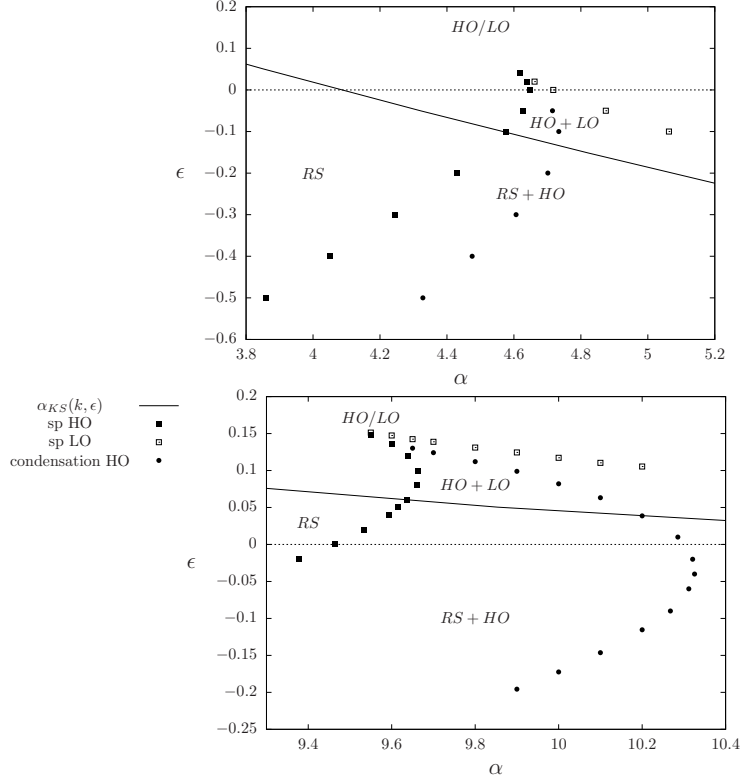 0.2
0.1
0
−0.1
−0.2
−0.3
−0.4
−0.5
−0.6
ϵ
HO/LO
HO + LO
RS
RS + HO
3.8 4 4.2 4.4 4.6 4.8 5 5.2
α
α_{KS}(k, ϵ)
sp HO
sp LO
condensation HO
0.2
0.15
0.1
0.05
0
−0.05
−0.1
−0.15
−0.2
−0.25
ϵ
HO/LO
HO + LO
RS
RS + HO
9.4 9.6 9.8 10 10.2 10.4
α